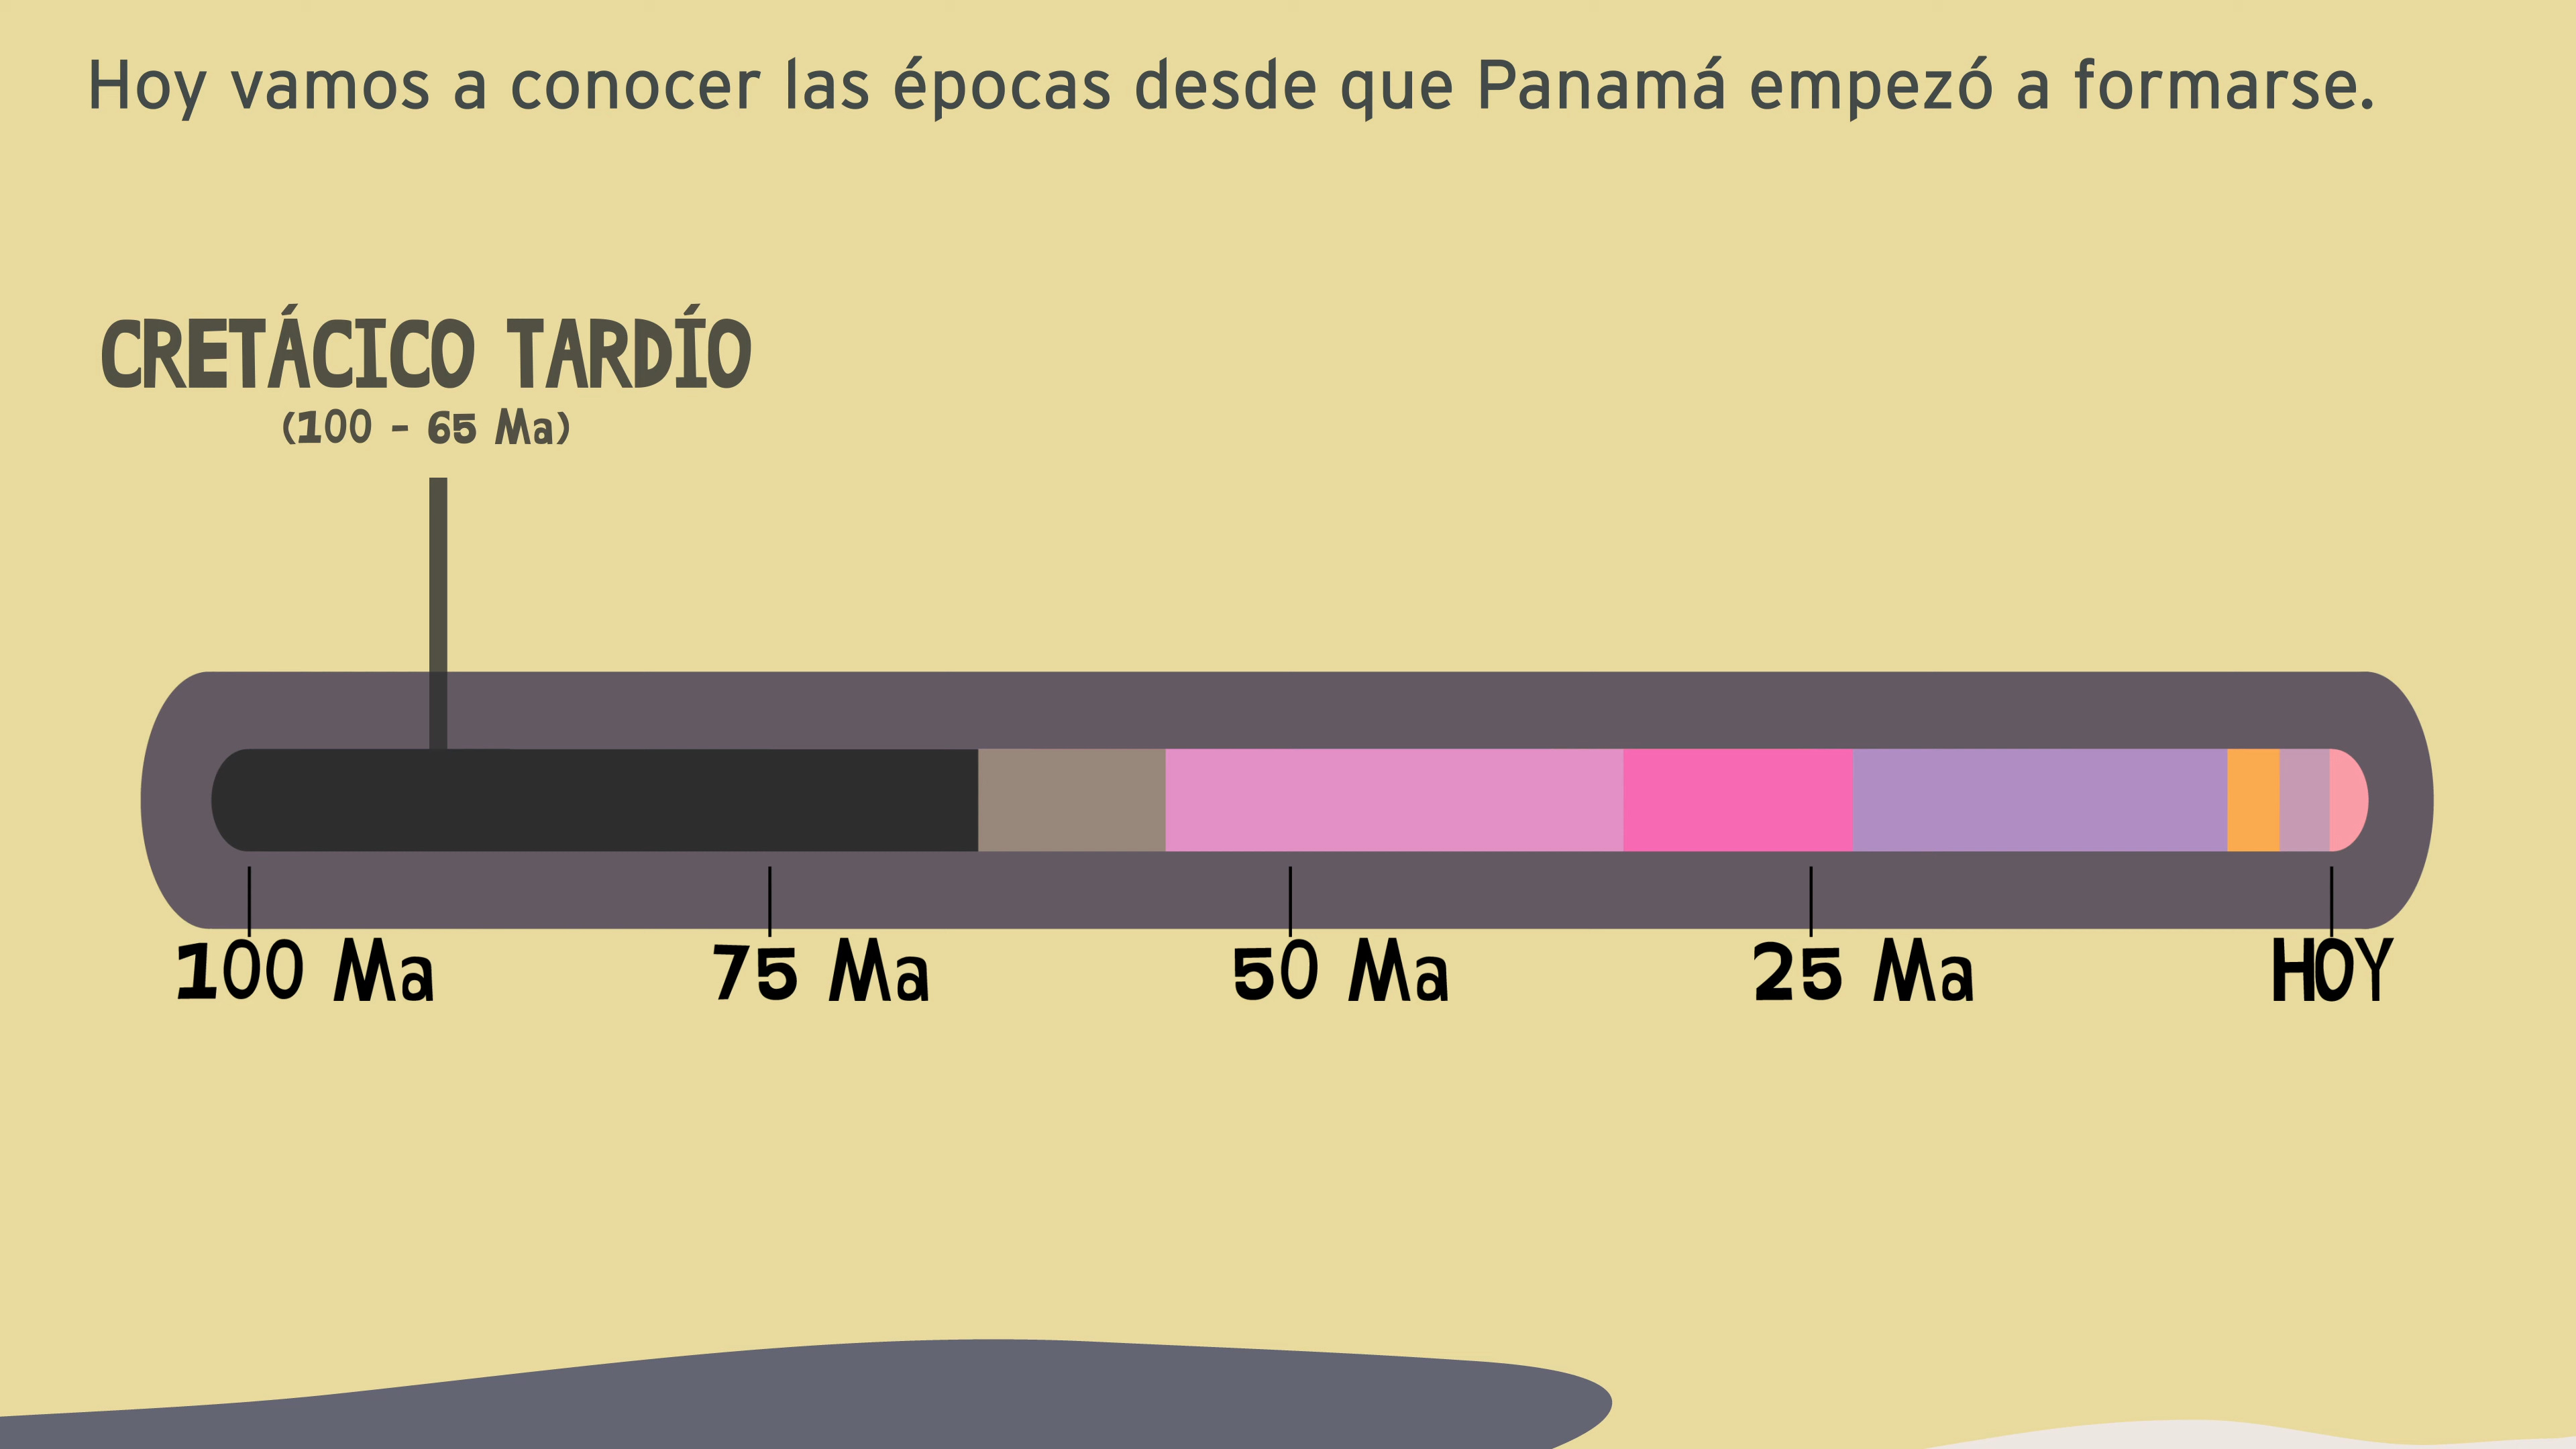 Hoy vamos a conocer las épocas desde que Panamá empezó a formarse.
CRETÁCICO TARDÍO
(100 - 65 Ma)
100 Ma 75 Ma 50 Ma 25 Ma HOY